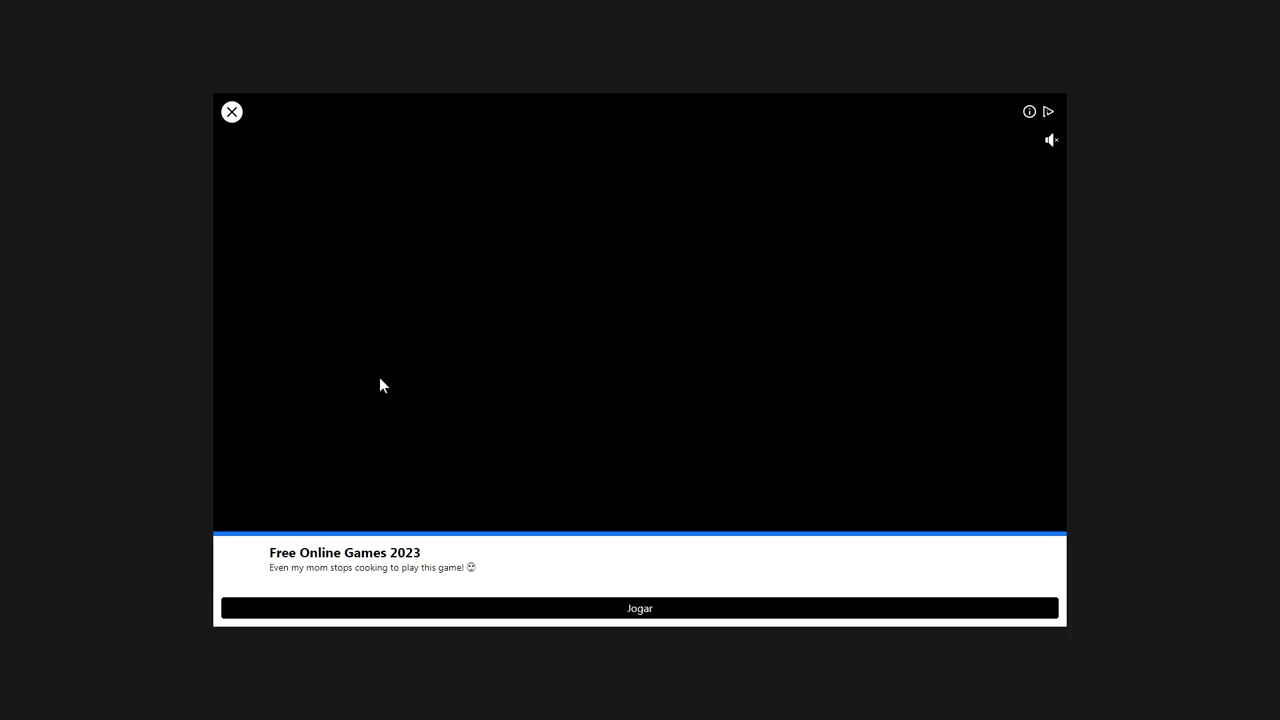 Free Online Games 2023
Even my mom stops cooking to play this game! 😍
Jogar